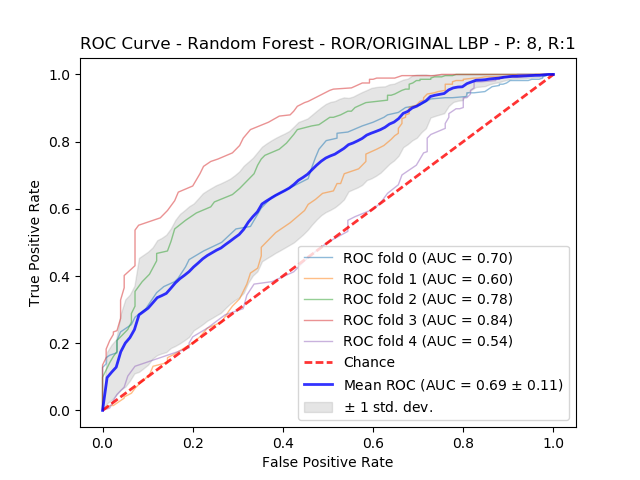 ROC Curve - Random Forest - ROR/ORIGINAL LBP - P: 8, R:1
True Positive Rate
1.0
0.8
0.6
0.4
0.2
0.0
ROC fold 0 (AUC = 0.70)
ROC fold 1 (AUC = 0.60)
ROC fold 2 (AUC = 0.78)
ROC fold 3 (AUC = 0.84)
ROC fold 4 (AUC = 0.54)
Chance
Mean ROC (AUC = 0.69 ± 0.11)
± 1 std. dev.
0.0 0.2 0.4 0.6 0.8 1.0
False Positive Rate